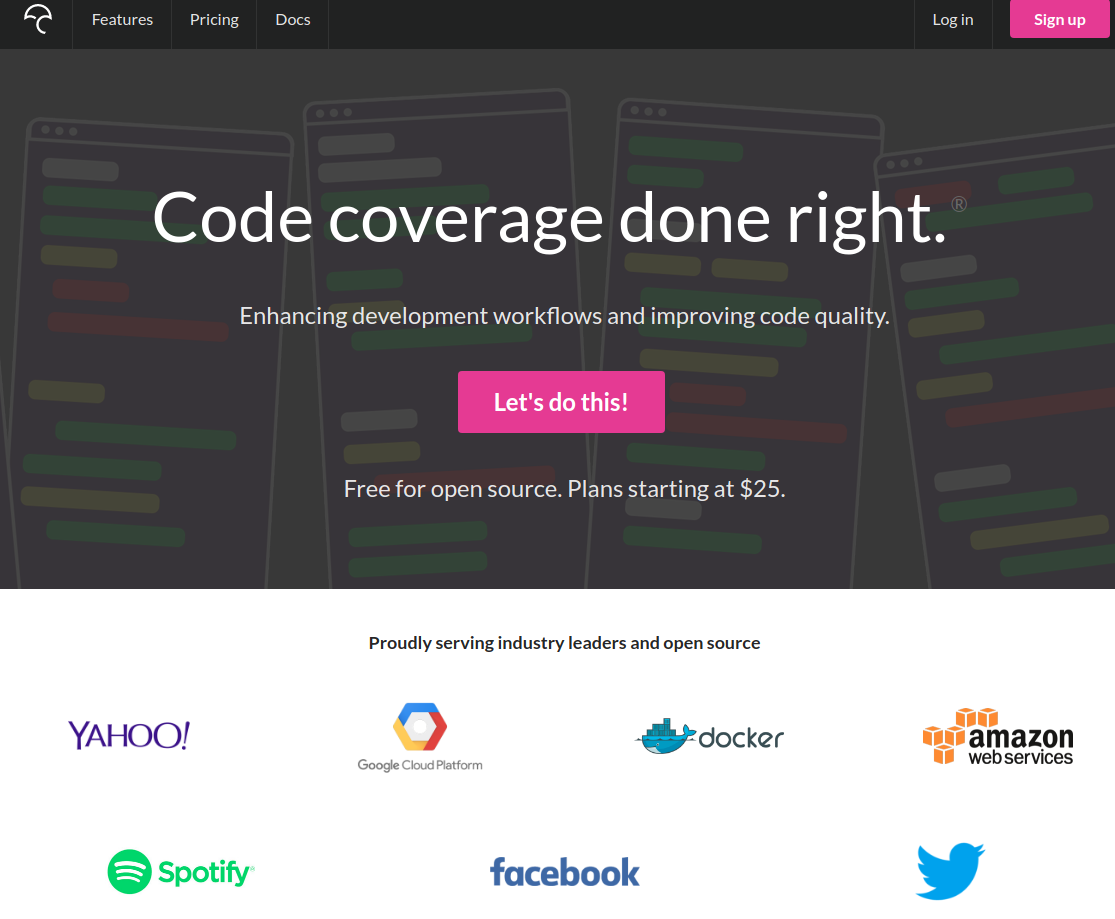 Features Pricing Docs Log in Sign up
Code coverage done right. ®
Enhancing development workflows and improving code quality.
Let's do this!
Free for open source. Plans starting at $25.
Proudly serving industry leaders and open source
YAHOO!
Google Cloud Platform
docker
amazon
web services
Spotify®
facebook